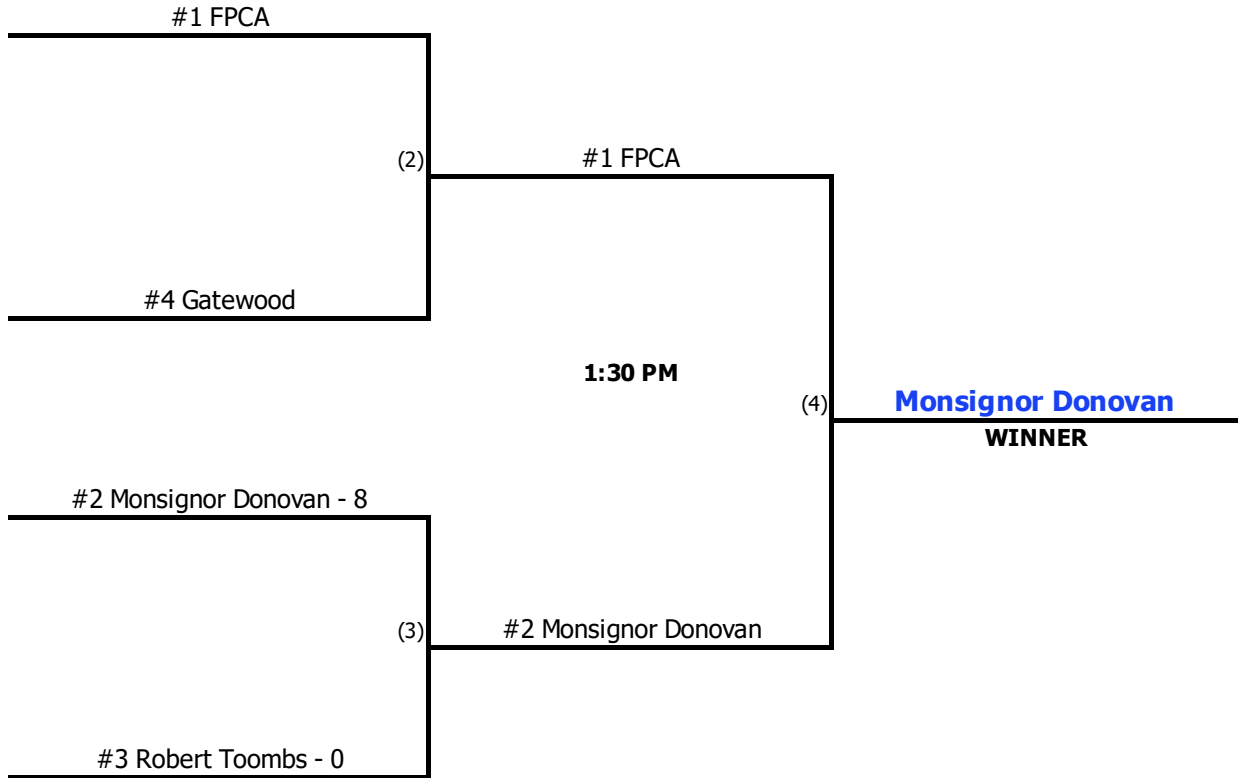 #1 FPCA
(2)
#1 FPCA
#4 Gatewood
1:30 PM
(4)
Monsignor Donovan
WINNER
#2 Monsignor Donovan - 8
(3)
#2 Monsignor Donovan
#3 Robert Toombs - 0